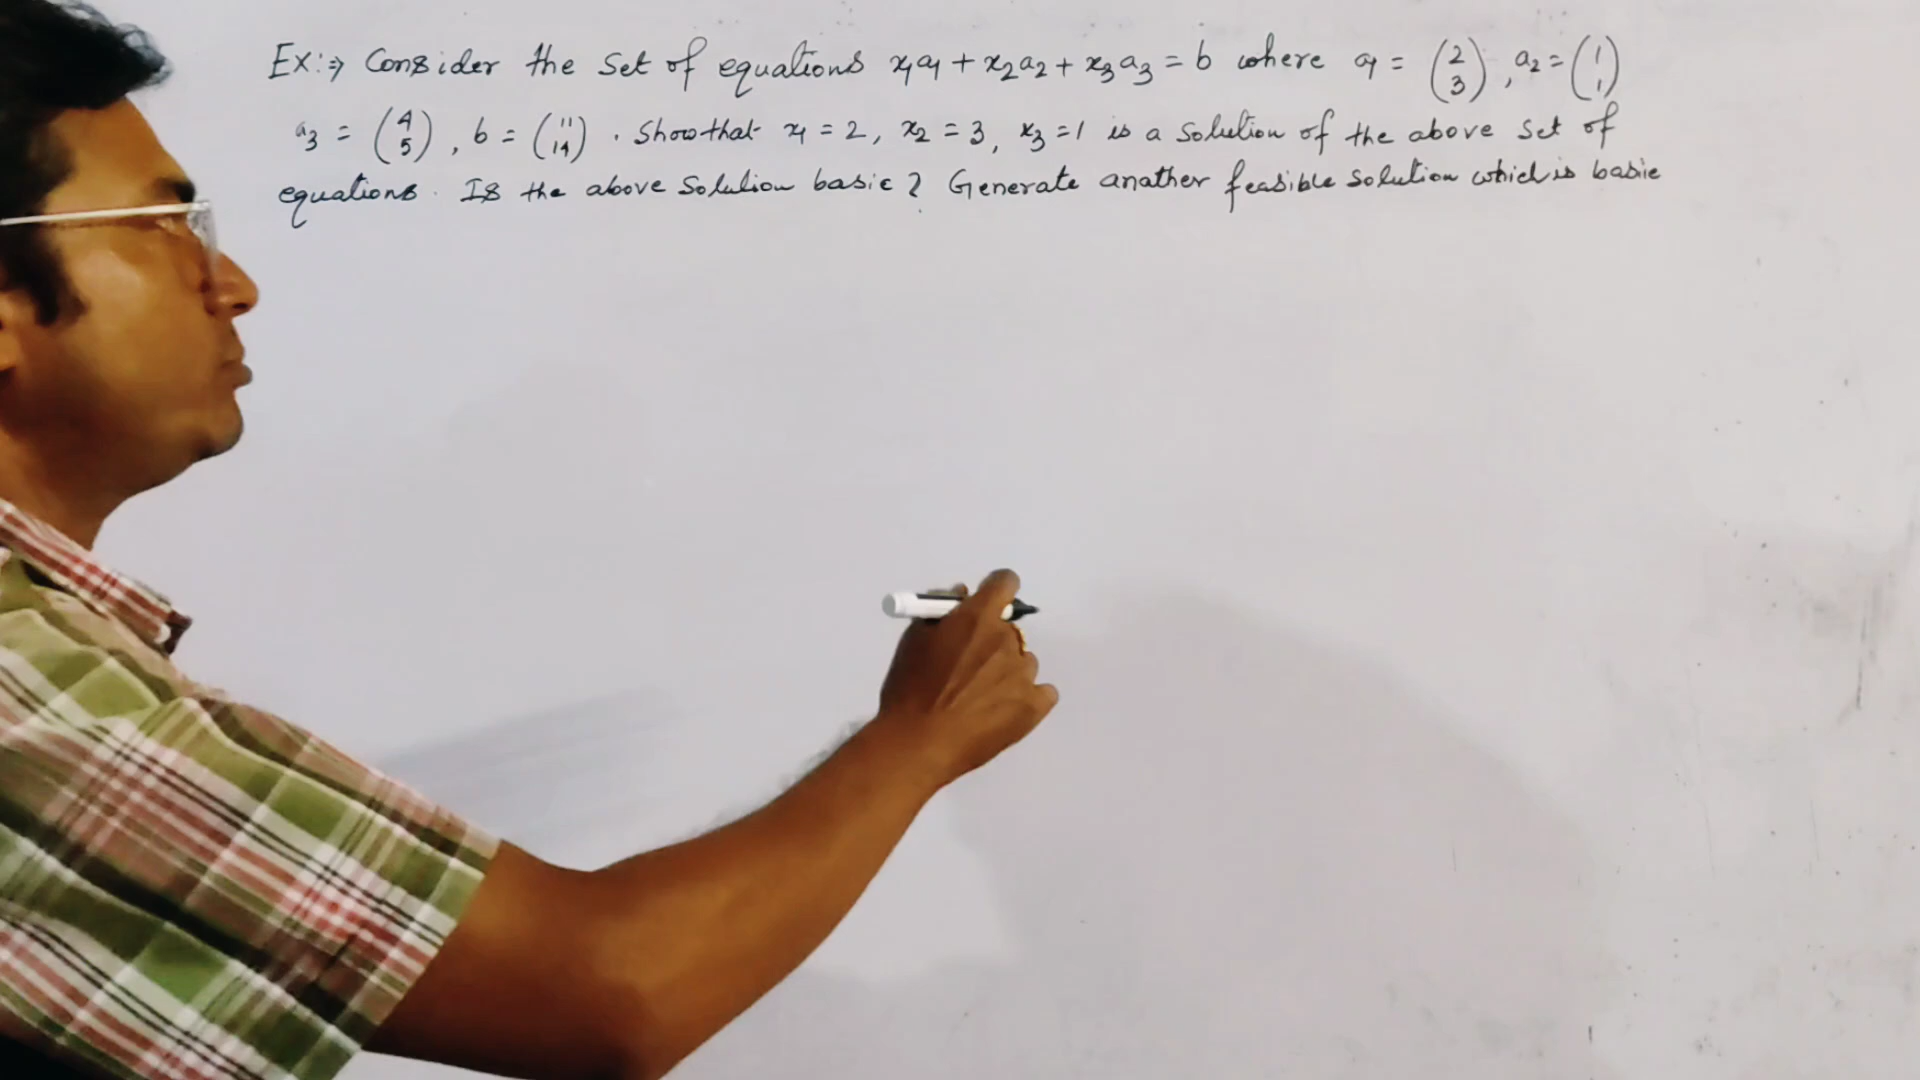 Ex:⇒ Consider the set of equations x₁a₁ + x₂a₂ + x₃a₃ = b where a₁ = (2 3), a₂ = (1 1)
a₃ = (4 5), b = (11 14). Show that x₁ = 2, x₂ = 3, x₃ = 1 is a solution of the above set of
equations. Is the above solution basic? Generate anather feasible solution which is basic